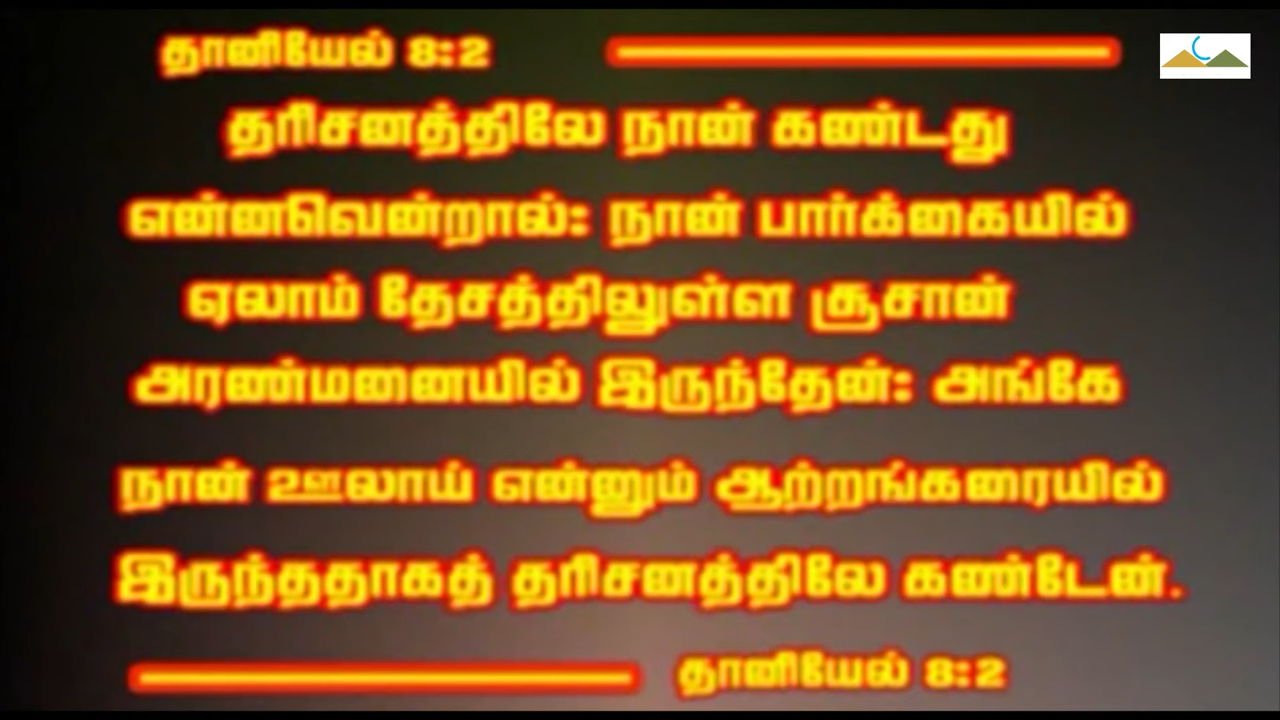 தானியேல் 8:2
தரிசனத்திலே நான் கண்டது
என்னவென்றால்: நான் பார்க்கையில்
ஏலாம் தேசத்திலுள்ள சூசான்
அரண்மனையில் இருந்தேன்: அங்கே
நான் ஊலாய் என்னும் ஆற்றங்கரையில்
இருந்ததாகத் தரிசனத்திலே கண்டேன்.
தானியேல் 8:2